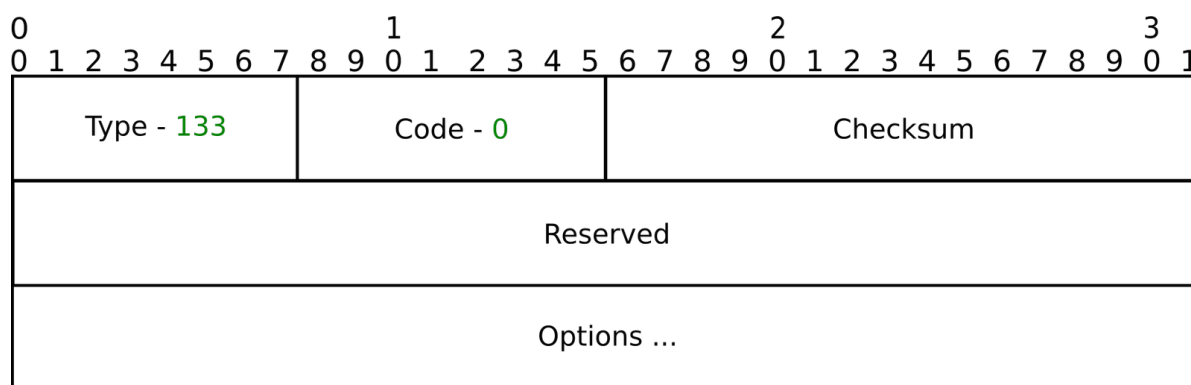 0 1 2 3
0 1 2 3 4 5 6 7 8 9 0 1 2 3 4 5 6 7 8 9 0 1 2 3 4 5 6 7 8 9 0 1
Type - 133 Code - 0 Checksum
Reserved
Options ...